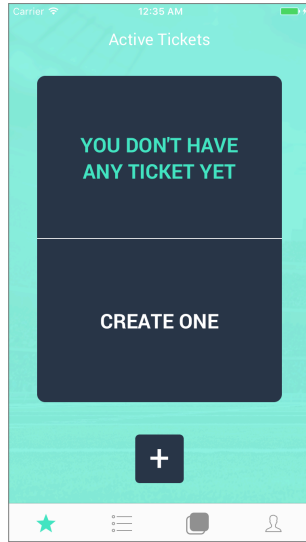 Carrier 12:35 AM
Active Tickets
YOU DON'T HAVE
ANY TICKET YET
CREATE ONE
+